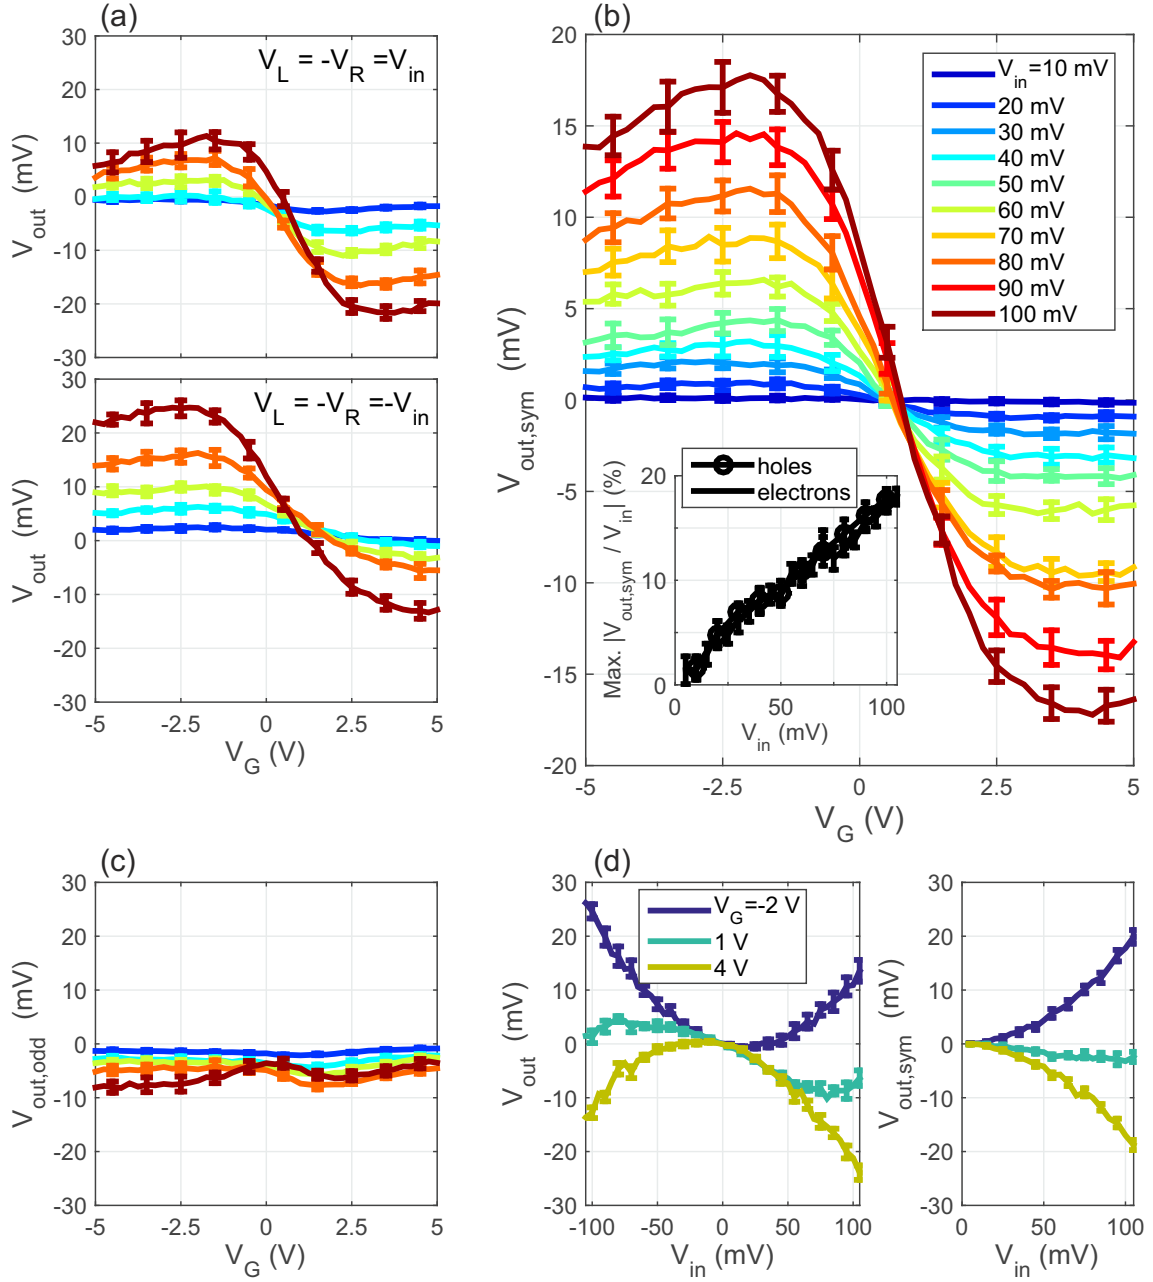 (a)
30
20
10
0
-10
-20
-30
-5
-2.5
0
2.5
5
V_out (mV)
V_L = -V_R =V_in
30
20
10
0
-10
-20
-30
-5
-2.5
0
2.5
5
V_out (mV)
V_G (V)
V_L = -V_R =-V_in
(b)
20
15
10
5
0
-5
-10
-15
-20
-5
-2.5
0
2.5
5
V_out,sym (mV)
V_G (V)
V_in=10 mV
20 mV
30 mV
40 mV
50 mV
60 mV
70 mV
80 mV
90 mV
100 mV
holes
electrons
20
10
0
0
50
100
Max. |V_out,sym / V_in| (%)
V_in (mV)
(c)
30
20
10
0
-10
-20
-30
-5
-2.5
0
2.5
5
V_out,odd (mV)
V_G (V)
(d)
30
20
10
0
-10
-20
-30
-100
-50
0
50
100
V_out (mV)
V_in (mV)
V_G=-2 V
1 V
4 V
30
20
10
0
-10
-20
-30
0
50
100
V_out,sym (mV)
V_in (mV)